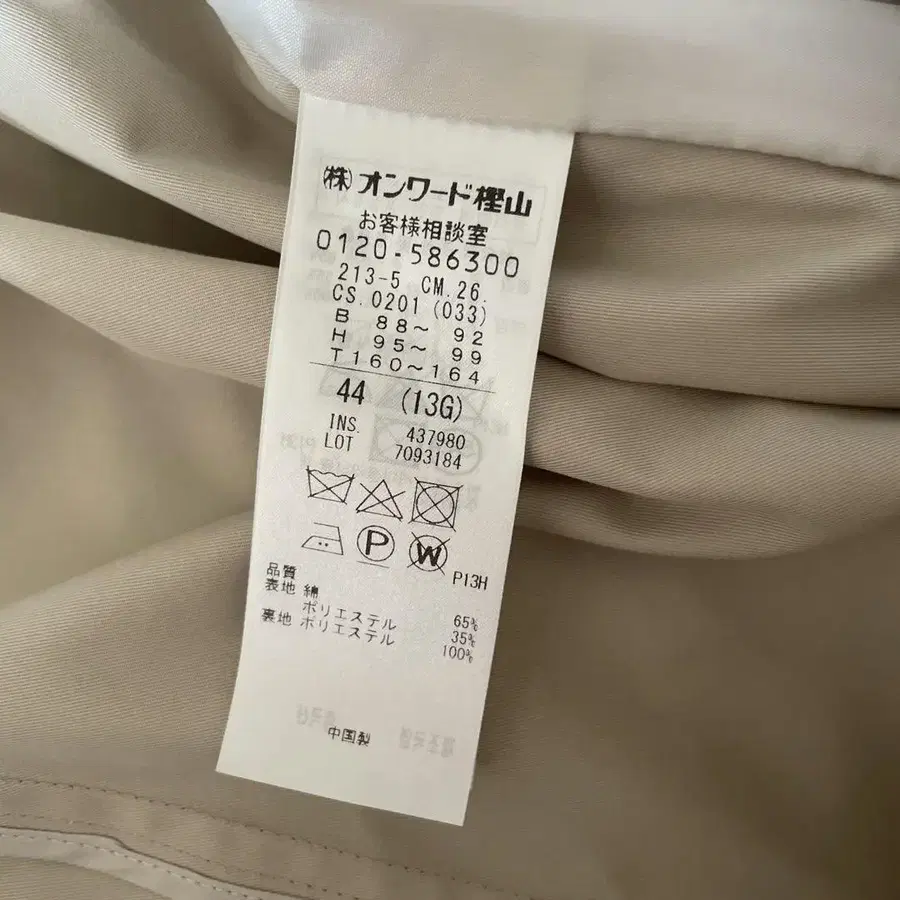 (株)オンワード樫山
お客様相談室
0120-586300
213-5 CM.26.
CS.0201 (033)
B 88～ 92
H 95～ 99
T160～164
44 (13G)
INS. 437980
LOT 7093184
P W P13H
品質
表地 綿 65%
ポリエステル 35%
裏地 ポリエステル 100%
中国製